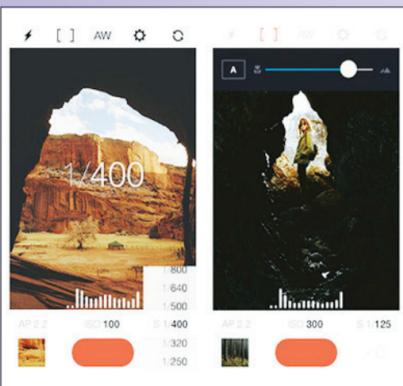 [ ] AW
[ ] AW
A
1/400
1/800
1/640
1/500
AP 2.2 ISO 100 S 1/400
1/320
1/250
AP 2.2 ISO 300 S 1/125